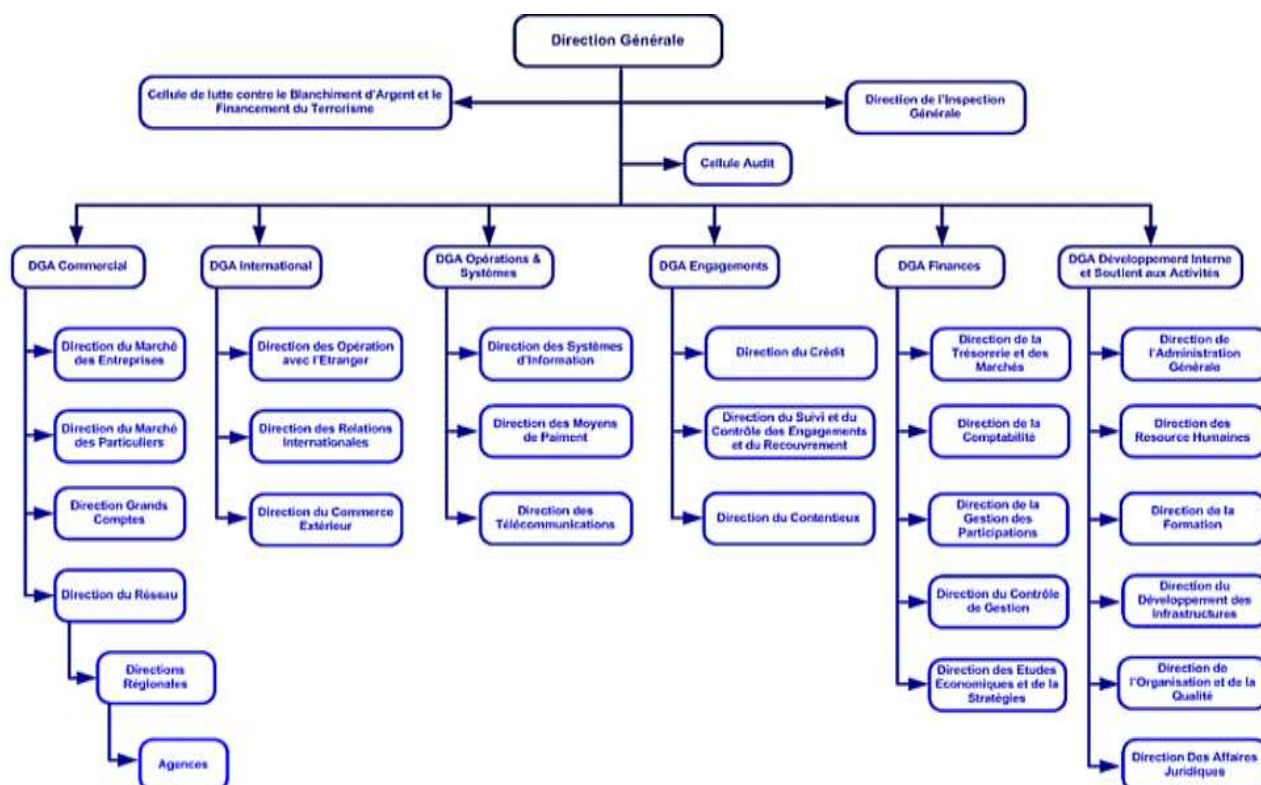 Direction Générale
Cellule de lutte contre le Blanchiment d'Argent et le
Financement du Terrorisme
Direction de l'Inspection
Générale
Cellule Audit
DGA Commercial
DGA International
DGA Opérations &
Systèmes
DGA Engagements
DGA Finances
DGA Développement Interne
et Soutient aux Activités
Direction du Marché
des Entreprises
Direction du Marché
des Particuliers
Direction Grands
Comptes
Direction du Réseau
Directions
Régionales
Agences
Direction des Opération
avec l'Etranger
Direction des Relations
Internationales
Direction du Commerce
Extérieur
Direction des Systèmes
d'Information
Direction des Moyens
de Paiment
Direction des
Télécommunications
Direction du Crédit
Direction du Suivi et du
Contrôle des Engagements
et du Recouvrement
Direction du Contentieux
Direction de la
Trésorerie et des
Marchés
Direction de la
Comptabilité
Direction de la
Gestion des
Participations
Direction du Contrôle
de Gestion
Direction des Etudes
Economiques et de la
Stratégies
Direction de
l'Administration
Générale
Direction des
Resource Humaines
Direction de la
Formation
Direction du
Développement des
Infrastructures
Direction de
l'Organisation et de la
Qualité
Direction Des Affaires
Juridiques